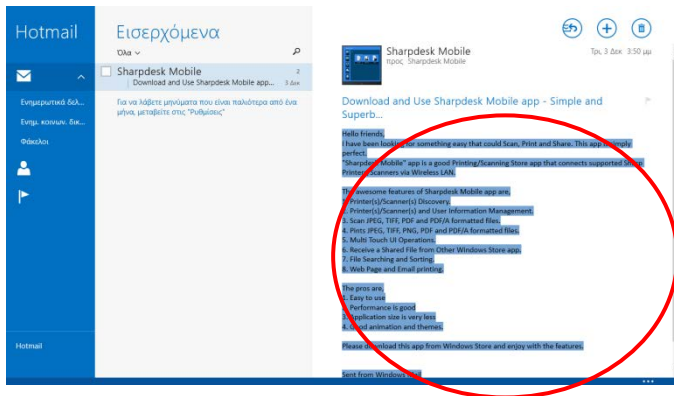 Hotmail
Ενημερωτικά δελ...
Ενημ. κοινων. δικ...
Φάκελοι
Hotmail
Εισερχόμενα
Όλα
Sharpdesk Mobile 2
Download and Use Sharpdesk Mobile app... 3 Δεκ
Για να λάβετε μηνύματα που είναι παλιότερα από ένα
μήνα, μεταβείτε στις "Ρυθμίσεις"
Sharpdesk Mobile
προς Sharpdesk Mobile
Τρι, 3 Δεκ 3:50 μμ
Download and Use Sharpdesk Mobile app - Simple and
Superb...
Hello friends,
I have been looking for something easy that could Scan, Print and Share. This app is simply
perfect.
"Sharpdesk Mobile" app is a good Printing/Scanning Store app that connects supported Sharp
Printers/Scanners via Wireless LAN.
The awesome features of Sharpdesk Mobile app are,
1. Printer(s)/Scanner(s) Discovery.
2. Printer(s)/Scanner(s) and User Information Management.
3. Scan JPEG, TIFF, PDF and PDF/A formatted files.
4. Pints JPEG, TIFF, PNG, PDF and PDF/A formatted files.
5. Multi Touch UI Operations.
6. Receive a Shared File from Other Windows Store app.
7. File Searching and Sorting.
8. Web Page and Email printing.
The pros are,
1. Easy to use
2. Performance is good
3. Application size is very less
4. Good animation and themes.
Please download this app from Windows Store and enjoy with the features.
Sent from Windows Mail